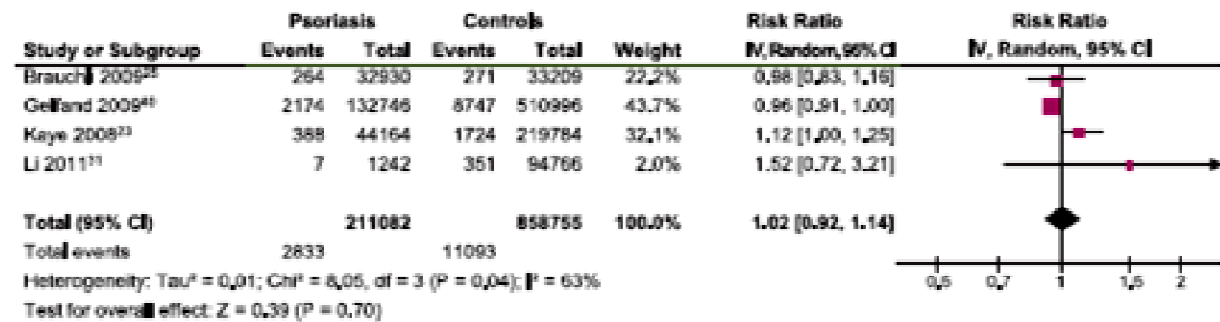 Psoriasis Controls Risk Ratio Risk Ratio
Study or Subgroup Events Total Events Total Weight IV, Random, 95% CI IV, Random, 95% CI
Brauchli 2009 264 32930 271 33209 22.2% 0.98 [0.83, 1.16]
Gelfand 2009 2174 132746 8747 510996 43.7% 0.96 [0.91, 1.00]
Kaye 2008²³ 388 44164 1724 219784 32.1% 1.12 [1.00, 1.25]
Li 2011 7 1242 351 94766 2.0% 1.52 [0.72, 3.21]
Total (95% CI) 211082 858755 100.0% 1.02 [0.92, 1.14]
Total events 2833 11093
Heterogeneity: Tau² = 0.01; Chi² = 8.05, df = 3 (P = 0.04); I² = 63%
Test for overall effect: Z = 0.39 (P = 0.70)
0.5 0.7 1 1.5 2